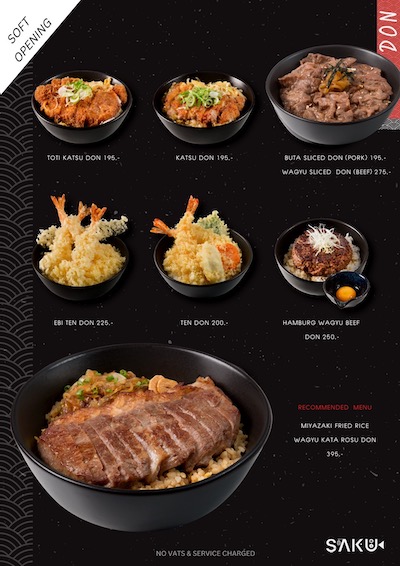 SOFT
OPENING
DON
TOTI KATSU DON 195.-
KATSU DON 195.-
BUTA SLICED DON (PORK) 195.-
WAGYU SLICED DON (BEEF) 275.-
EBI TEN DON 225.-
TEN DON 200.-
HAMBURG WAGYU BEEF
DON 250.-
RECOMMENDED MENU
MIYAZAKI FRIED RICE
WAGYU KATA ROSU DON
395.-
SAKU
NO VATS & SERVICE CHARGED